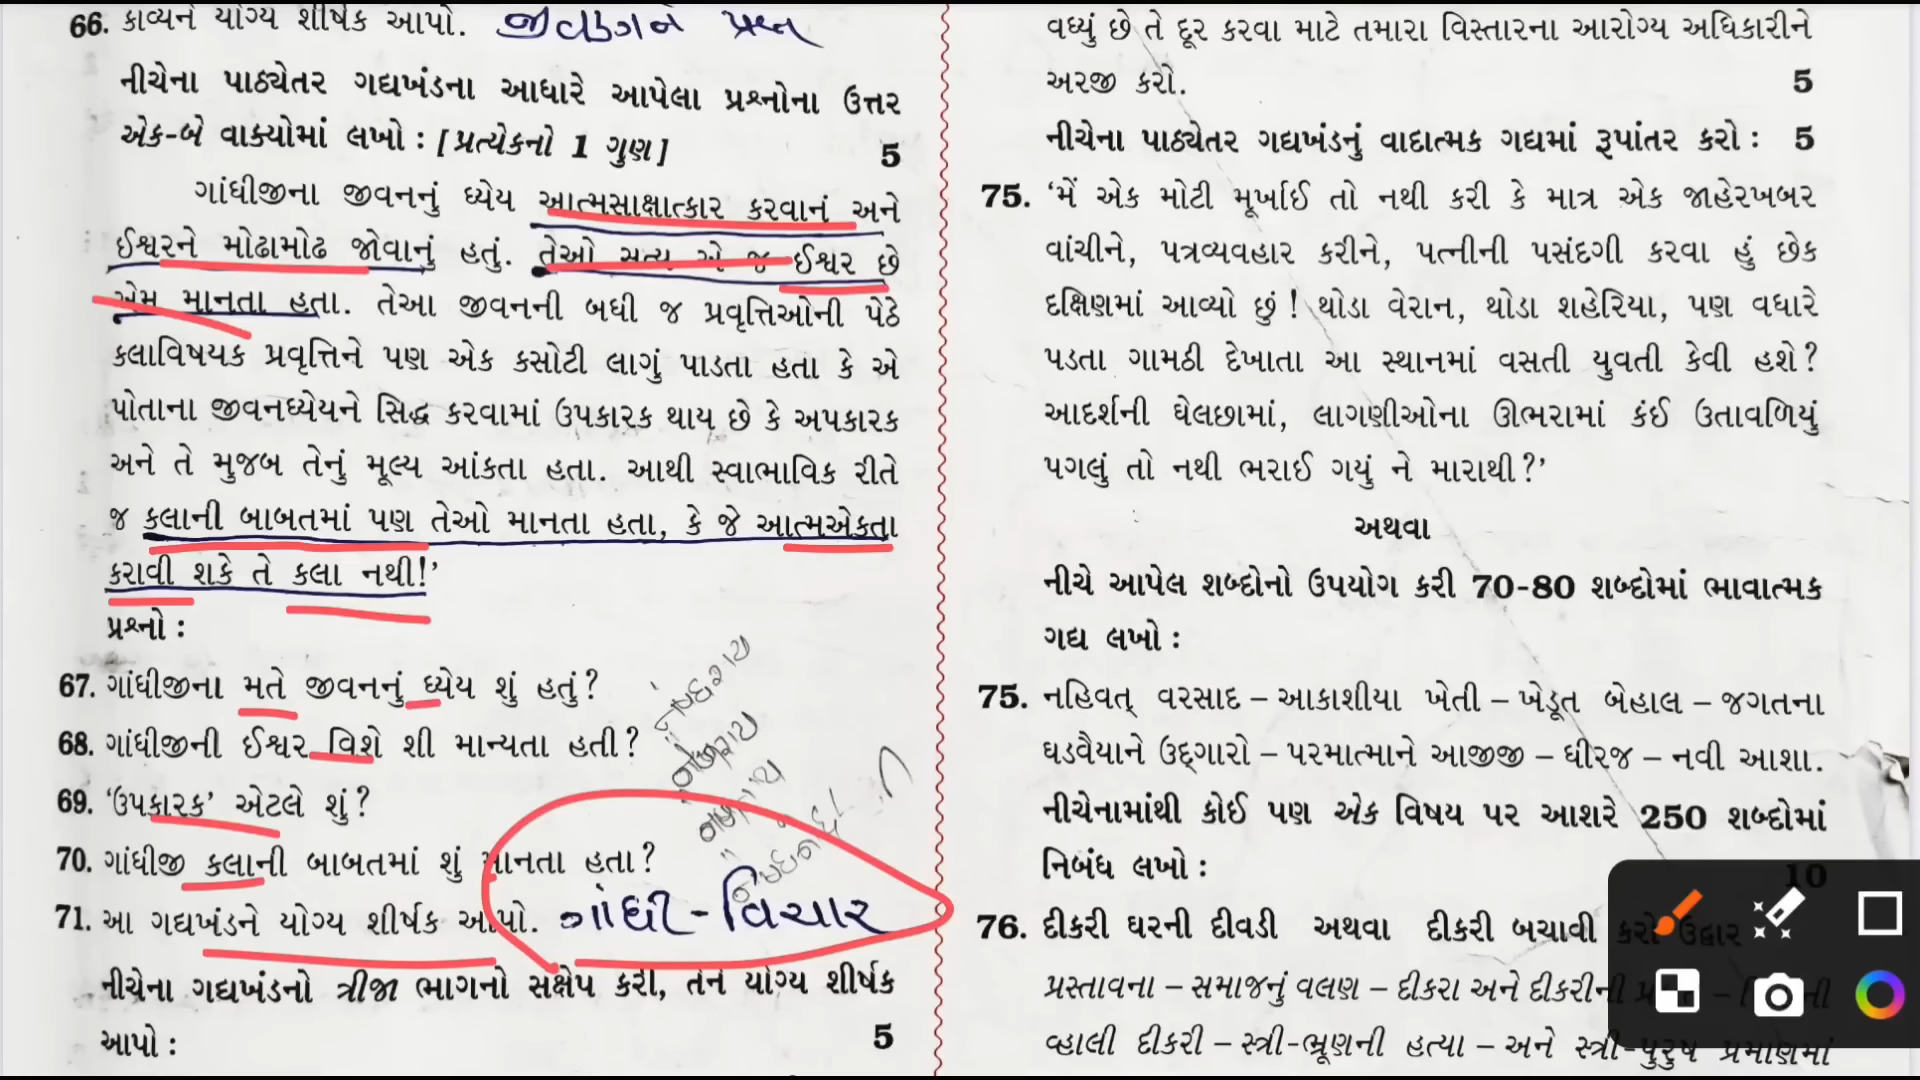 66. કાવ્યને યોગ્ય શીર્ષક આપો.
પ્રશ્ન
નીચેના પાઠ્યેતર ગદ્યખંડના આધારે આપેલા પ્રશ્નોના ઉત્તર
એક-બે વાક્યોમાં લખો : [પ્રત્યેકનો 1 ગુણ] 5
ગાંધીજીના જીવનનું ધ્યેય આત્મસાક્ષાત્કાર કરવાનું અને
ઈશ્વરને મોઢામોઢ જોવાનું હતું. તેઓ સત્ય એ જ ઈશ્વર છે
એમ માનતા હતા. તેઆ જીવનની બધી જ પ્રવૃત્તિઓની પેઠે
કલાવિષયક પ્રવૃત્તિને પણ એક કસોટી લાગું પાડતા હતા કે એ
પોતાના જીવનધ્યેયને સિદ્ધ કરવામાં ઉપકારક થાય છે કે અપકારક
અને તે મુજબ તેનું મૂલ્ય આંકતા હતા. આથી સ્વાભાવિક રીતે
જ કલાની બાબતમાં પણ તેઓ માનતા હતા, કે જે આત્મએકતા
કરાવી શકે તે કલા નથી!’
પ્રશ્નો :
67. ગાંધીજીના મતે જીવનનું ધ્યેય શું હતું?
68. ગાંધીજીની ઈશ્વર વિશે શી માન્યતા હતી?
69. ‘ઉપકારક’ એટલે શું?
70. ગાંધીજી કલાની બાબતમાં શું માનતા હતા?
71. આ ગદ્યખંડને યોગ્ય શીર્ષક આપો. ગાંધી - વિચાર
નીચેના ગદ્યખંડનો ત્રીજા ભાગનો સંક્ષેપ કરી, તેને યોગ્ય શીર્ષક
આપો : 5
વધ્યું છે તે દૂર કરવા માટે તમારા વિસ્તારના આરોગ્ય અધિકારીને
અરજી કરો. 5
નીચેના પાઠ્યેતર ગદ્યખંડનું વાદાત્મક ગદ્યમાં રૂપાંતર કરો : 5
75. ‘મેં એક મોટી મૂર્ખાઈ તો નથી કરી કે માત્ર એક જાહેરખબર
વાંચીને, પત્રવ્યવહાર કરીને, પત્નીની પસંદગી કરવા હું છેક
દક્ષિણમાં આવ્યો છું! થોડા વેરાન, થોડા શહેરિયા, પણ વધારે
પડતા ગામઠી દેખાતા આ સ્થાનમાં વસતી યુવતી કેવી હશે?
આદર્શની ઘેલછામાં, લાગણીઓના ઊભરામાં કંઈ ઉતાવળિયું
પગલું તો નથી ભરાઈ ગયું ને મારાથી?’
અથવા
નીચે આપેલ શબ્દોનો ઉપયોગ કરી 70-80 શબ્દોમાં ભાવાત્મક
ગદ્ય લખો :
75. નહિવત્ વરસાદ – આકાશીયા ખેતી – ખેડૂત બેહાલ – જગતના
ઘડવૈયાને ઉદ્ગારો – પરમાત્માને આજીજી – ધીરજ – નવી આશા.
નીચેનામાંથી કોઈ પણ એક વિષય પર આશરે 250 શબ્દોમાં
નિબંધ લખો : 10
76. દીકરી ઘરની દીવડી અથવા દીકરી બચાવી કરો ઉદ્ધાર
પ્રસ્તાવના – સમાજનું વલણ – દીકરા અને દીકરીની
વ્હાલી દીકરી – સ્ત્રી-ભ્રૂણની હત્યા – અને સ્ત્રી-પુરુષ પ્રમાણમાં